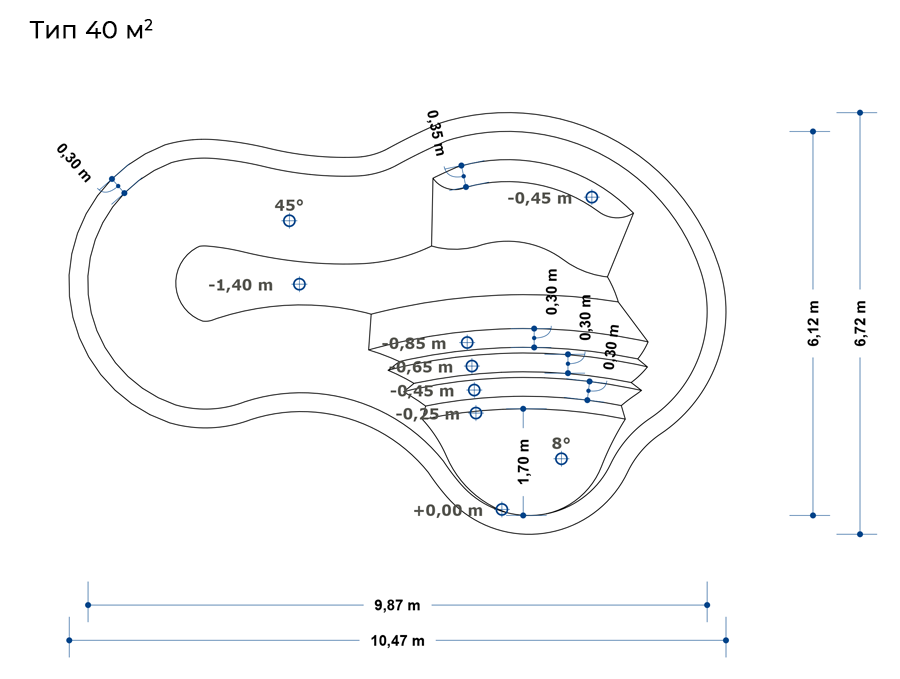 Тип 40 м²
0,30 m
0,35 m
-0,45 m
45°
-1,40 m
0,30 m
0,30 m
0,30 m
-0,85 m
-0,65 m
-0,45 m
-0,25 m
8°
1,70 m
+0,00 m
6,12 m
6,72 m
9,87 m
10,47 m